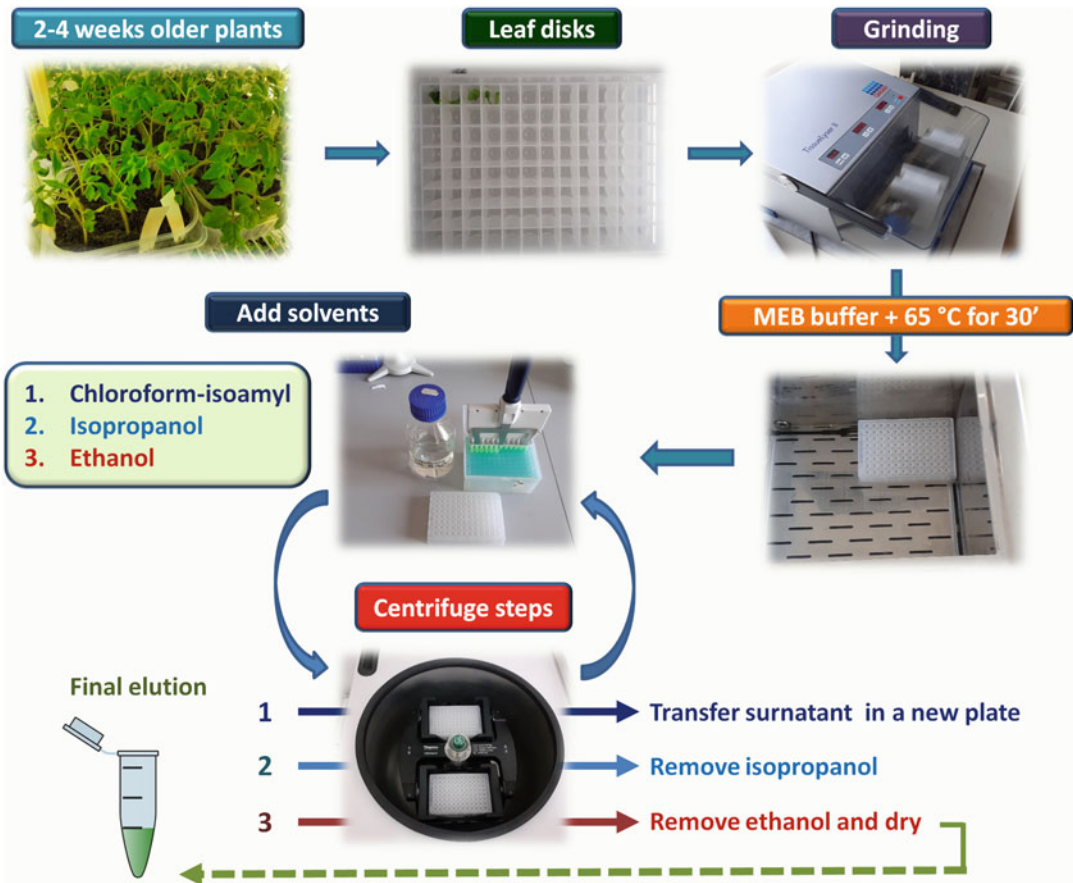 2-4 weeks older plants
Leaf disks
Grinding
TissueLyser II
MEB buffer + 65 °C for 30’
Add solvents
1. Chloroform-isoamyl
2. Isopropanol
3. Ethanol
Centrifuge steps
Final elution
1 Transfer surnatant in a new plate
2 Remove isopropanol
3 Remove ethanol and dry